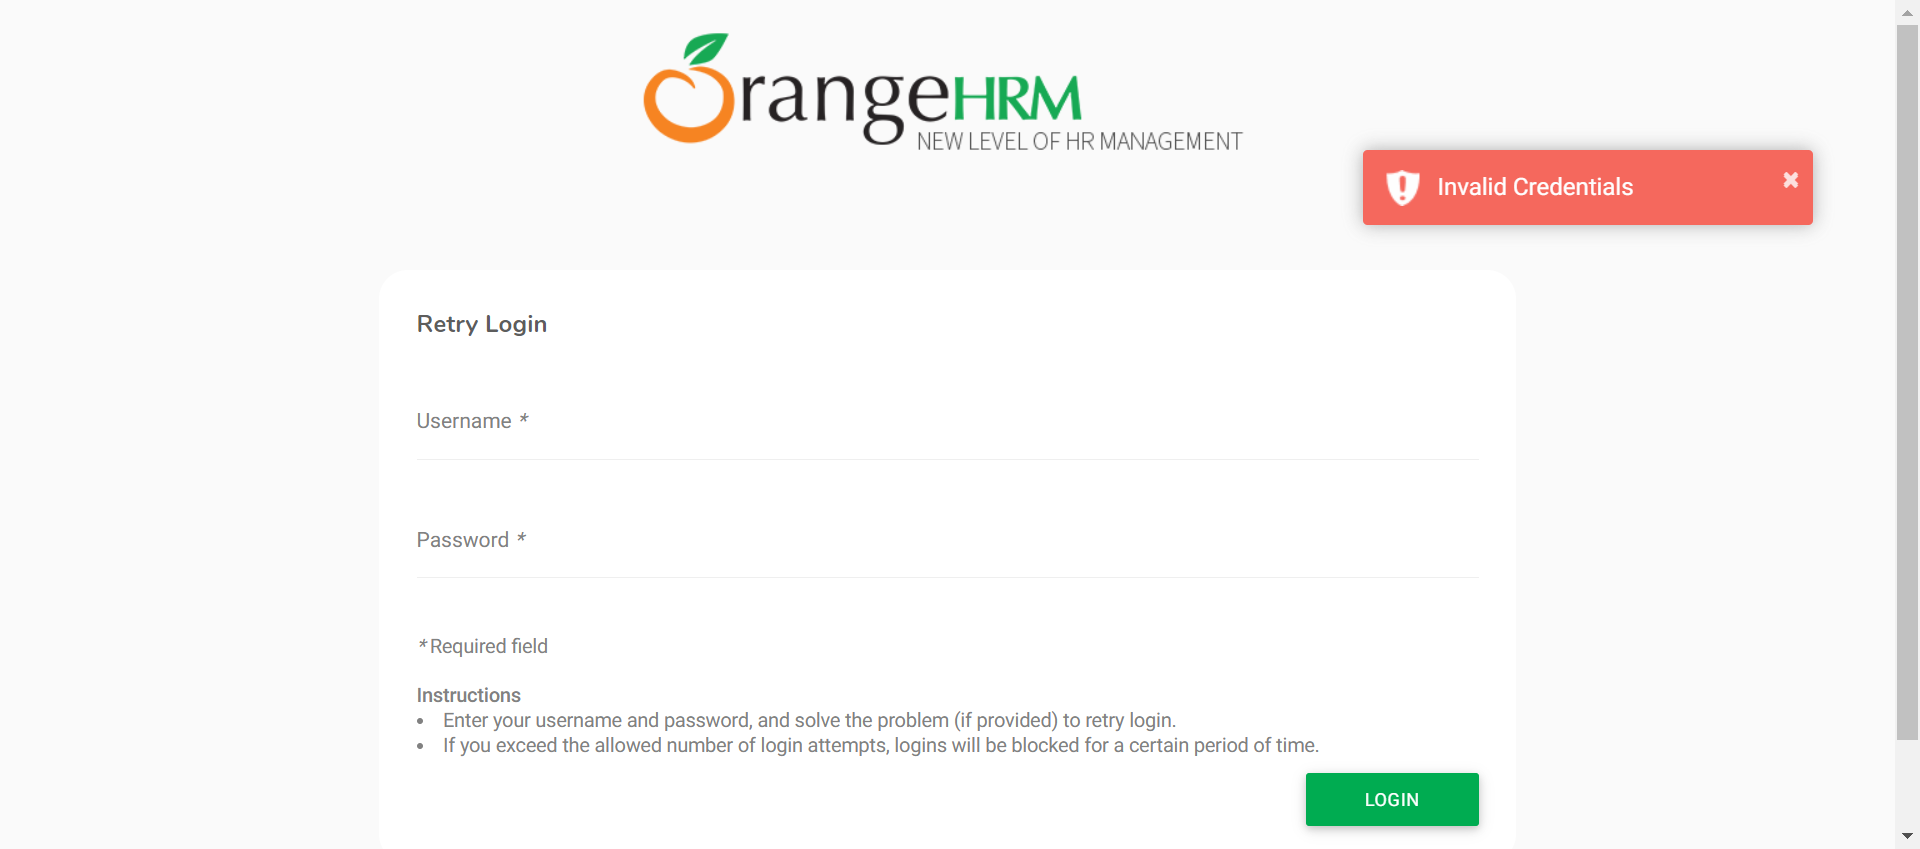 OrangeHRM
NEW LEVEL OF HR MANAGEMENT
Invalid Credentials
Retry Login
Username *
Password *
* Required field
Instructions
• Enter your username and password, and solve the problem (if provided) to retry login.
• If you exceed the allowed number of login attempts, logins will be blocked for a certain period of time.
LOGIN